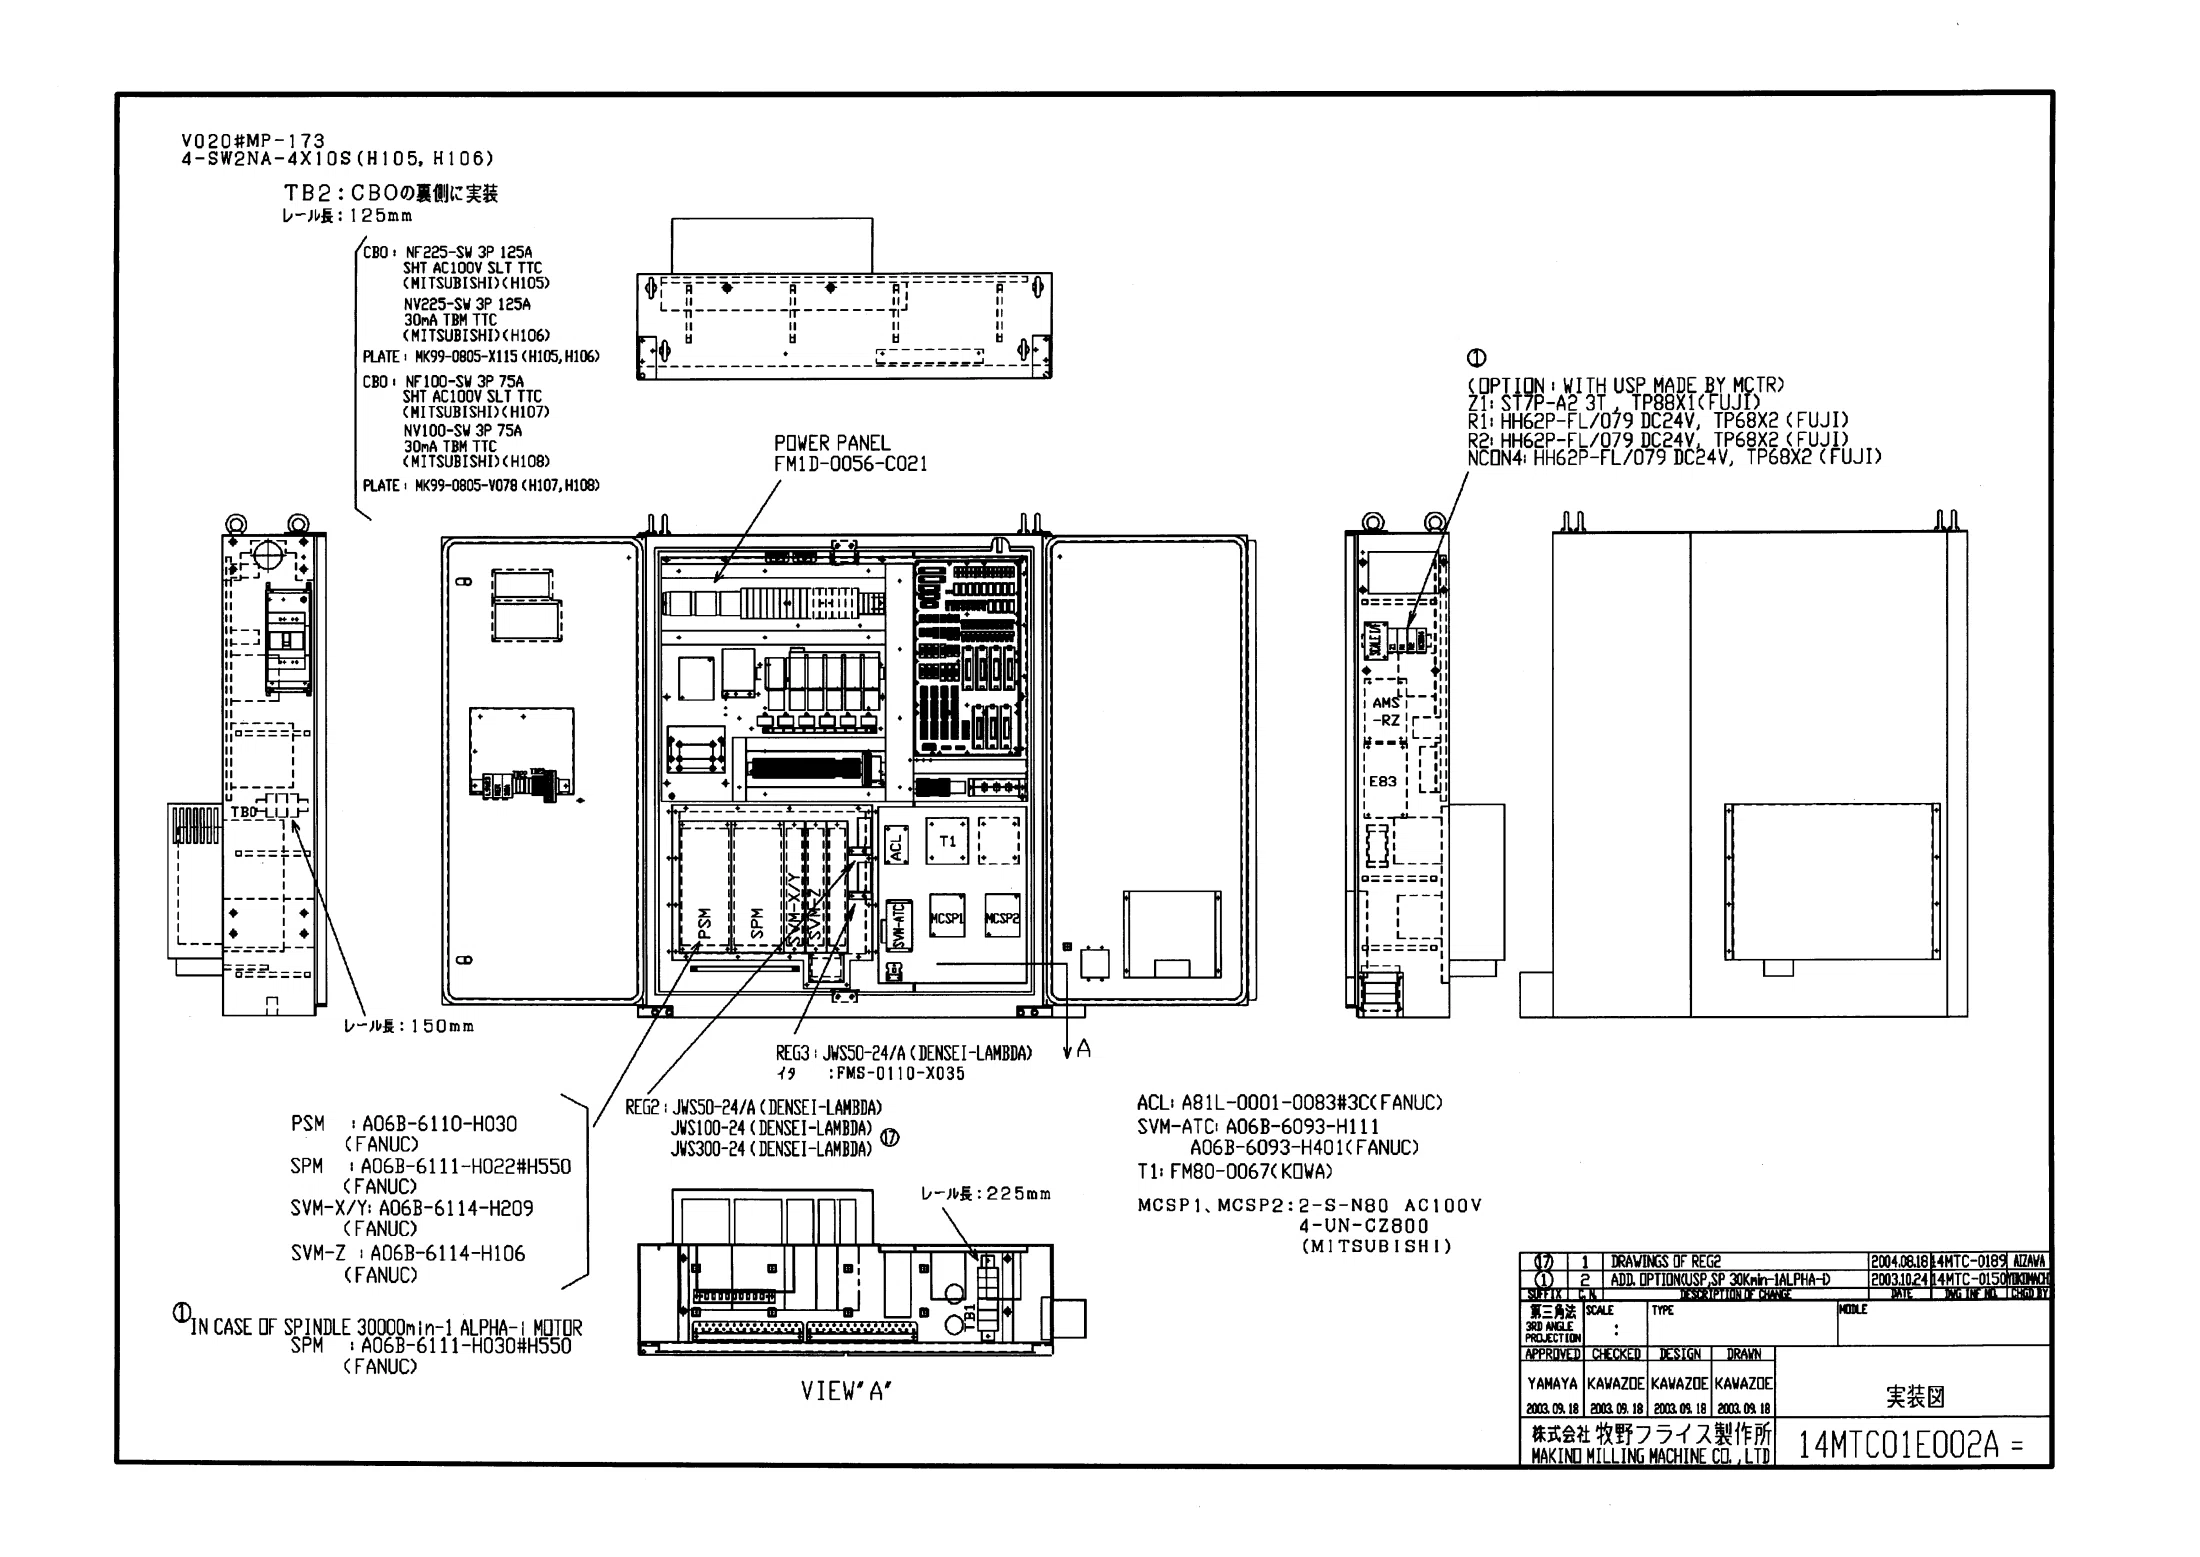 V020#MP-173
4-SW2NA-4X10S(H105, H106)
TB2:CBOの裏側に実装
レール長:125mm
CBO: NF225-SW 3P 125A
SHT AC100V SLT TTC
(MITSUBISHI)(H105)
NV225-SW 3P 125A
30mA TBM TTC
(MITSUBISHI)(H106)
PLATE: MK99-0805-X115 (H105,H106)
CBO: NF100-SW 3P 75A
SHT AC100V SLT TTC
(MITSUBISHI)(H107)
NV100-SW 3P 75A
30mA TBM TTC
(MITSUBISHI)(H108)
PLATE: MK99-0805-V078 (H107,H108)
POWER PANEL
FM1D-0056-C021
①
(OPTION: WITH USP MADE BY MCTR)
Z1: ST7P-A2 3T , TP88X1(FUJI)
R1: HH62P-FL/079 DC24V, TP68X2 (FUJI)
R2: HH62P-FL/079 DC24V, TP68X2 (FUJI)
NCON4: HH62P-FL/079 DC24V, TP68X2 (FUJI)
SCALE I/F
AMS
-RZ
E83
TBO
PSM
SPM
SVM-X/Y
SVM-Z
ACL
T1
SVM-ATC
MCSP1
MCSP2
レール長:150mm
A
REG3: JWS50-24/A (DENSEI-LAMBDA)
イタ :FMS-0110-X035
REG2: JWS50-24/A (DENSEI-LAMBDA)
JWS100-24 (DENSEI-LAMBDA)
JWS300-24 (DENSEI-LAMBDA) ⑰
PSM : A06B-6110-H030
(FANUC)
SPM : A06B-6111-H022#H550
(FANUC)
SVM-X/Y: A06B-6114-H209
(FANUC)
SVM-Z : A06B-6114-H106
(FANUC)
①
IN CASE OF SPINDLE 30000min-1 ALPHA-i MOTOR
SPM : A06B-6111-H030#H550
(FANUC)
レール長:225mm
TB1
VIEW"A"
ACL: A81L-0001-0083#3C(FANUC)
SVM-ATC: A06B-6093-H111
A06B-6093-H401(FANUC)
T1: FM80-0067(KOWA)
MCSP1、MCSP2:2-S-N80 AC100V
4-UN-CZ800
(MITSUBISHI)
⑰ 1 DRAWINGS OF REG2 2004.08.18 14MTC-0189 AIZAWA
① 2 ADD. OPTION(USP,SP 30Kmin-1ALPHA-i) 2003.10.24 14MTC-0150
SUFFIX C.N. DESCRIPTION OF CHANGE DATE DWG INF NO. CHGD BY
第三角法 SCALE TYPE MODLE
3RD ANGLE
PROJECTION :
APPROVED CHECKED DESIGN DRAWN
YAMAYA KAWAZOE KAWAZOE KAWAZOE
2003.09.18 2003.09.18 2003.09.18 2003.09.18
実装図
株式会社 牧野フライス製作所
MAKINO MILLING MACHINE CO.,LTD
14MTC01E002A =